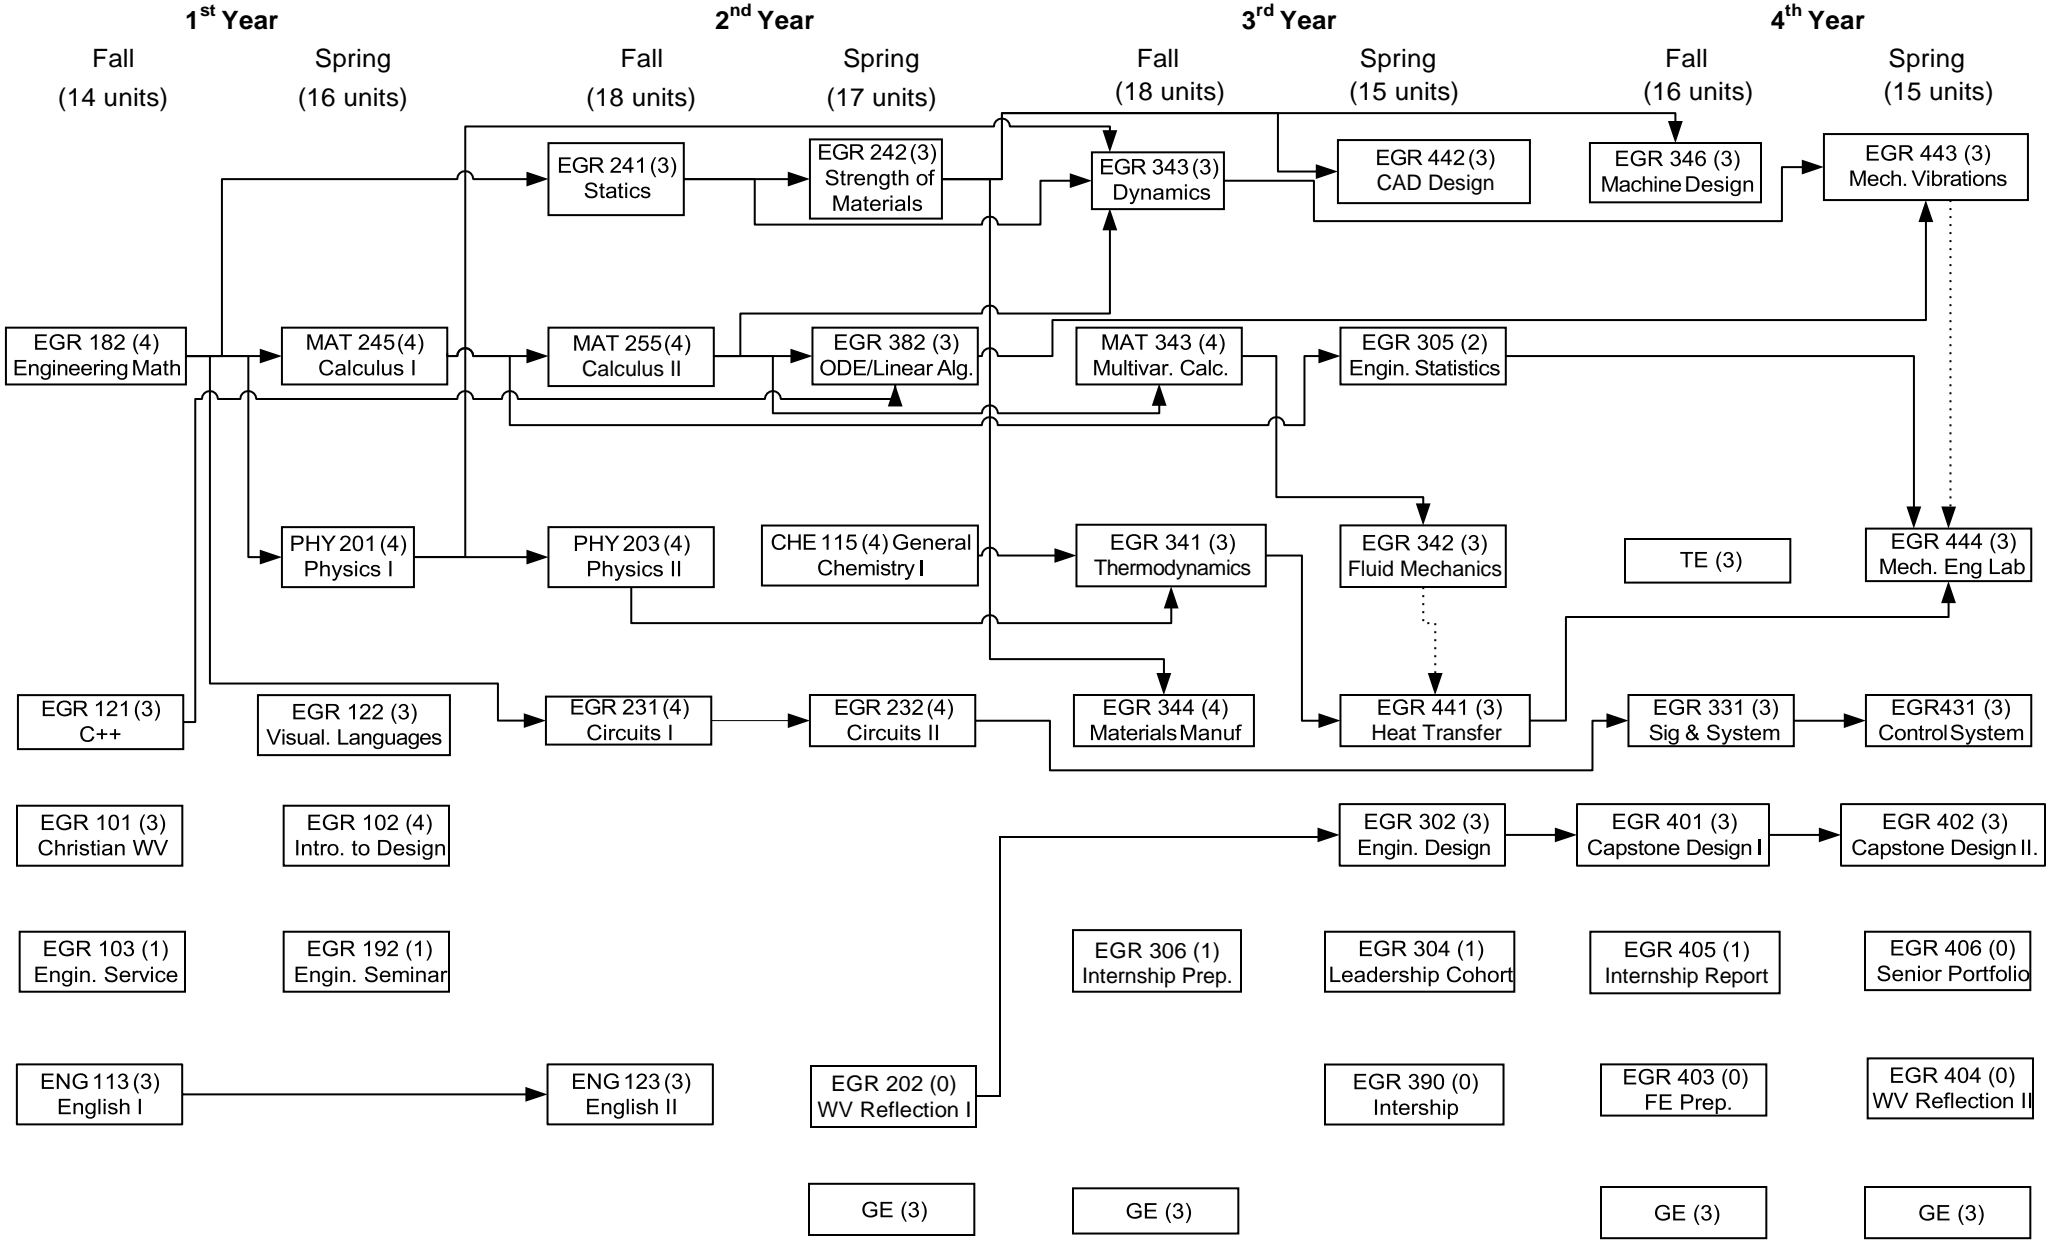 1st Year
2nd Year
3rd Year
4th Year
Fall
Spring
Fall
Spring
Fall
Spring
Fall
Spring
(14 units)
(16 units)
(18 units)
(17 units)
(18 units)
(15 units)
(16 units)
(15 units)
EGR 241 (3)
Statics
EGR 242 (3)
Strength of
Materials
EGR 343 (3)
Dynamics
EGR 442 (3)
CAD Design
EGR 346 (3)
Machine Design
EGR 443 (3)
Mech. Vibrations
EGR 182 (4)
Engineering Math
MAT 245 (4)
Calculus I
MAT 255 (4)
Calculus II
EGR 382 (3)
ODE/Linear Alg.
MAT 343 (4)
Multivar. Calc.
EGR 305 (2)
Engin. Statistics
PHY 201 (4)
Physics I
PHY 203 (4)
Physics II
CHE 115 (4) General
Chemistry I
EGR 341 (3)
Thermodynamics
EGR 342 (3)
Fluid Mechanics
TE (3)
EGR 444 (3)
Mech. Eng Lab
EGR 121 (3)
C++
EGR 122 (3)
Visual. Languages
EGR 231 (4)
Circuits I
EGR 232 (4)
Circuits II
EGR 344 (4)
Materials Manuf
EGR 441 (3)
Heat Transfer
EGR 331 (3)
Sig & System
EGR431 (3)
Control System
EGR 101 (3)
Christian WV
EGR 102 (4)
Intro. to Design
EGR 302 (3)
Engin. Design
EGR 401 (3)
Capstone Design I
EGR 402 (3)
Capstone Design II.
EGR 103 (1)
Engin. Service
EGR 192 (1)
Engin. Seminar
EGR 306 (1)
Internship Prep.
EGR 304 (1)
Leadership Cohort
EGR 405 (1)
Internship Report
EGR 406 (0)
Senior Portfolio
ENG 113 (3)
English I
ENG 123 (3)
English II
EGR 202 (0)
WV Reflection I
EGR 390 (0)
Intership
EGR 403 (0)
FE Prep.
EGR 404 (0)
WV Reflection II
GE (3)
GE (3)
GE (3)
GE (3)